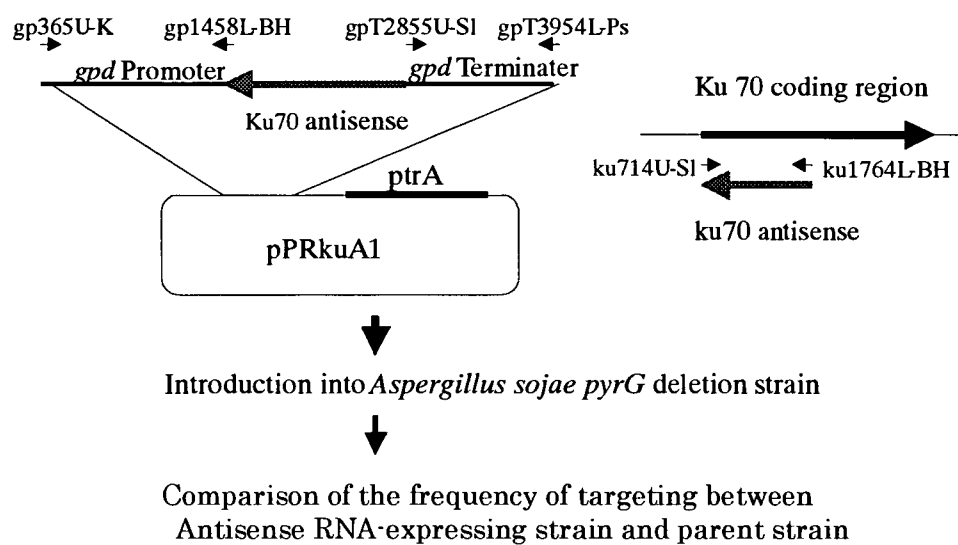 gp365U-K gp1458L-BH gpT2855U-Sl gpT3954L-Ps
gpd Promoter gpd Terminater
Ku70 antisense
Ku 70 coding region
ku714U-Sl ku1764L-BH
ku70 antisense
ptrA
pPRkuA1
Introduction into Aspergillus sojae pyrG deletion strain
Comparison of the frequency of targeting between
Antisense RNA-expressing strain and parent strain